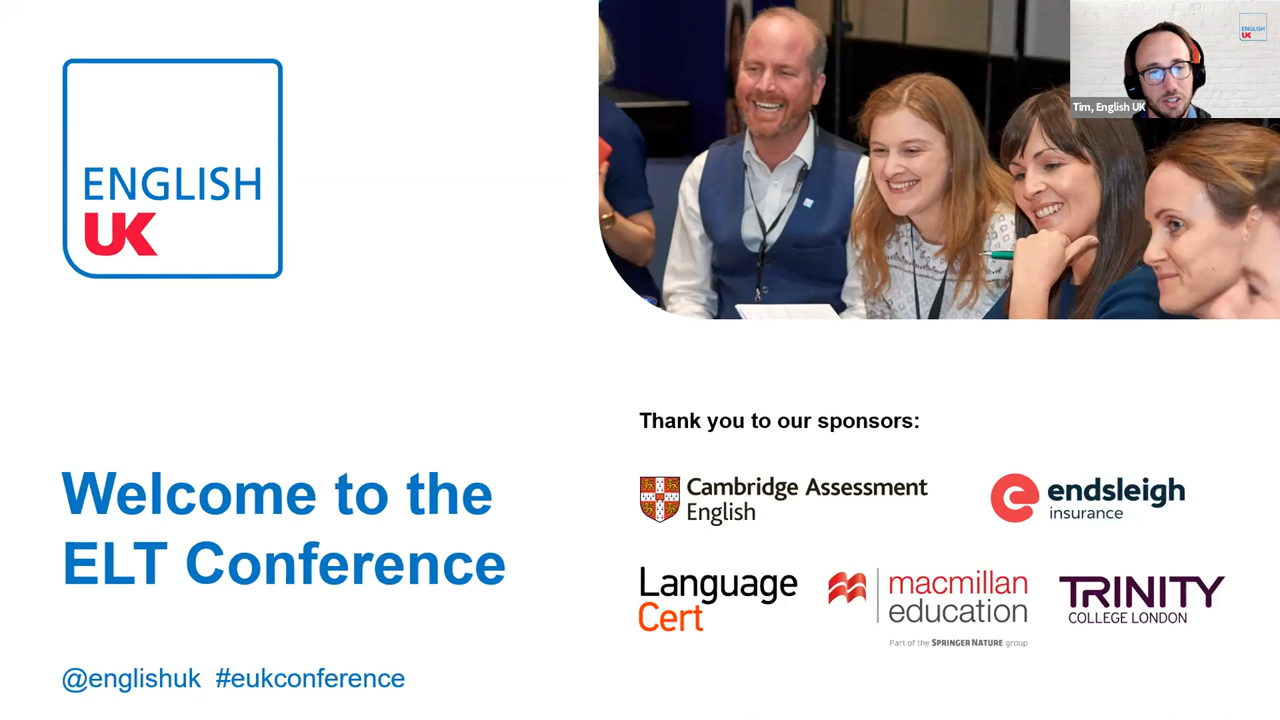 ENGLISH
UK
ENGLISH
UK
Tim, English UK
Thank you to our sponsors:
Cambridge Assessment
English
endsleigh
insurance
Language
Cert
macmillan
education
Part of the SPRINGER NATURE group
TRINITY
COLLEGE LONDON
Welcome to the
ELT Conference
@englishuk #eukconference